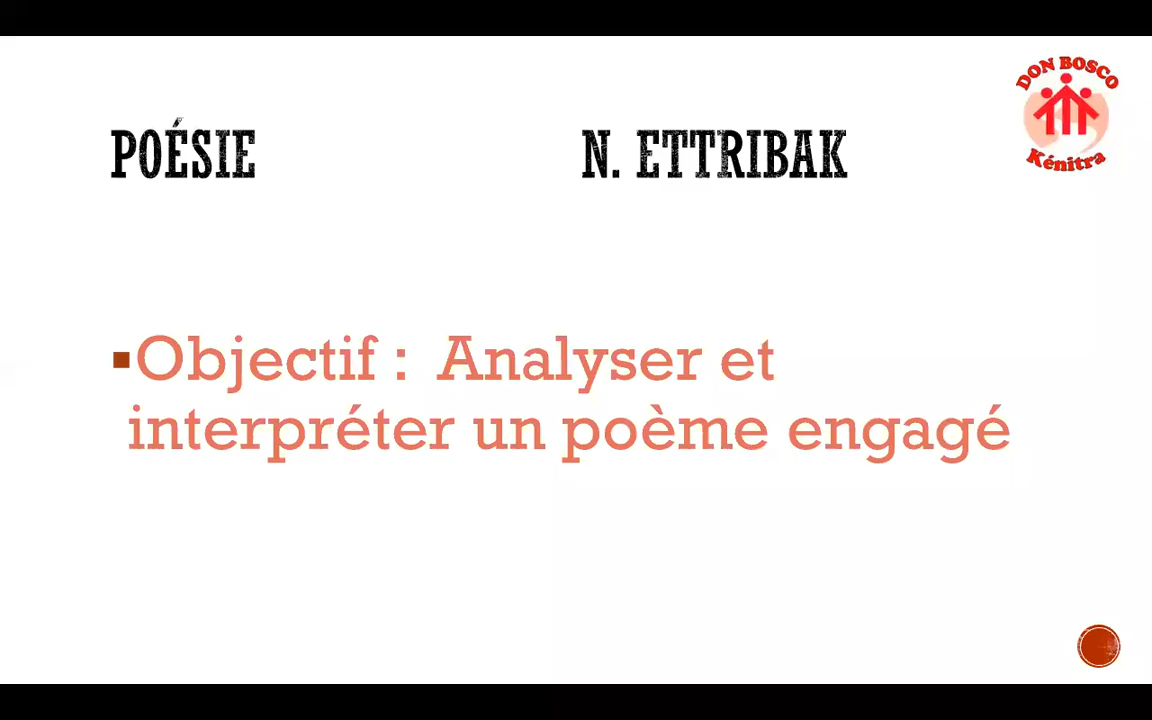 DON BOSCO
POÉSIE N. ETTRIBAK
Kénitra
▪Objectif : Analyser et
interpréter un poème engagé